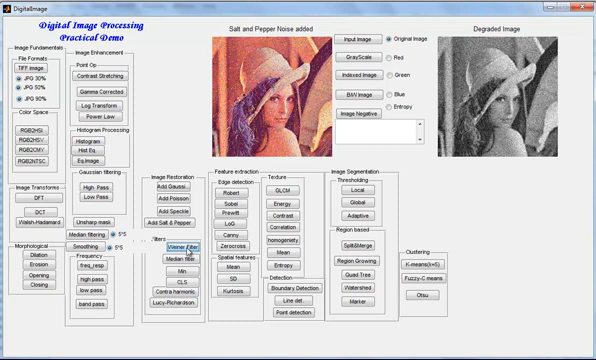 DigitalImage
Digital Image Processing
Practical Demo
Salt and Pepper Noise added
Degraded Image
Input Image
Original Image
GrayScale
Red
Indexed Image
Green
B/W Image
Blue
Entropy
Image Negative
Image Fundamentals
File Formats
TIFF image
JPG 30%
JPG 50%
JPG 90%
Color Space
RGB2HSI
RGB2HSV
RGB2CMY
RGB2NTSC
Image Transforms
DFT
DCT
Walsh-Hadamard
Morphological
Dilation
Erosion
Opening
Closing
Image Enhancement
Point Op
Contrast Stretching
Gamma Corrected
Log Transform
Power Law
Histogram Processing
Histogram
Hist Eq.
Eq.Image
Gaussian filtering
High Pass
Low Pass
Unsharp mask
Median filtering
5*5
Smoothing
5*5
Frequency
freq_resp
high pass
low pass
band pass
Image Restoration
Add Gaussi...
Add Poisson
Add Speckle
Add Salt & Pepper
.filters
Weiner Filter
Median filter
Min
CLS
Contra harmonic
Lucy-Richardson.
Feature extraction
Edge detection
Robert
Sobel
Prewitt
LoG
Canny
Zerocross.
Spatial features
Mean
SD
Kurtosis
Texture
GLCM
Energy
Contrast
Correlation
homogeniety
Mean
Entropy
Detection
Boundary Detection
Line det.
Point detection
Image Segmentation
Thresholding
Local
Global
Adaptive
Region based
Split&Merge
Region Growing
Quad Tree
Watershed
Marker
Clustering
K-means(k=5)
Fuzzy-C means
Otsu